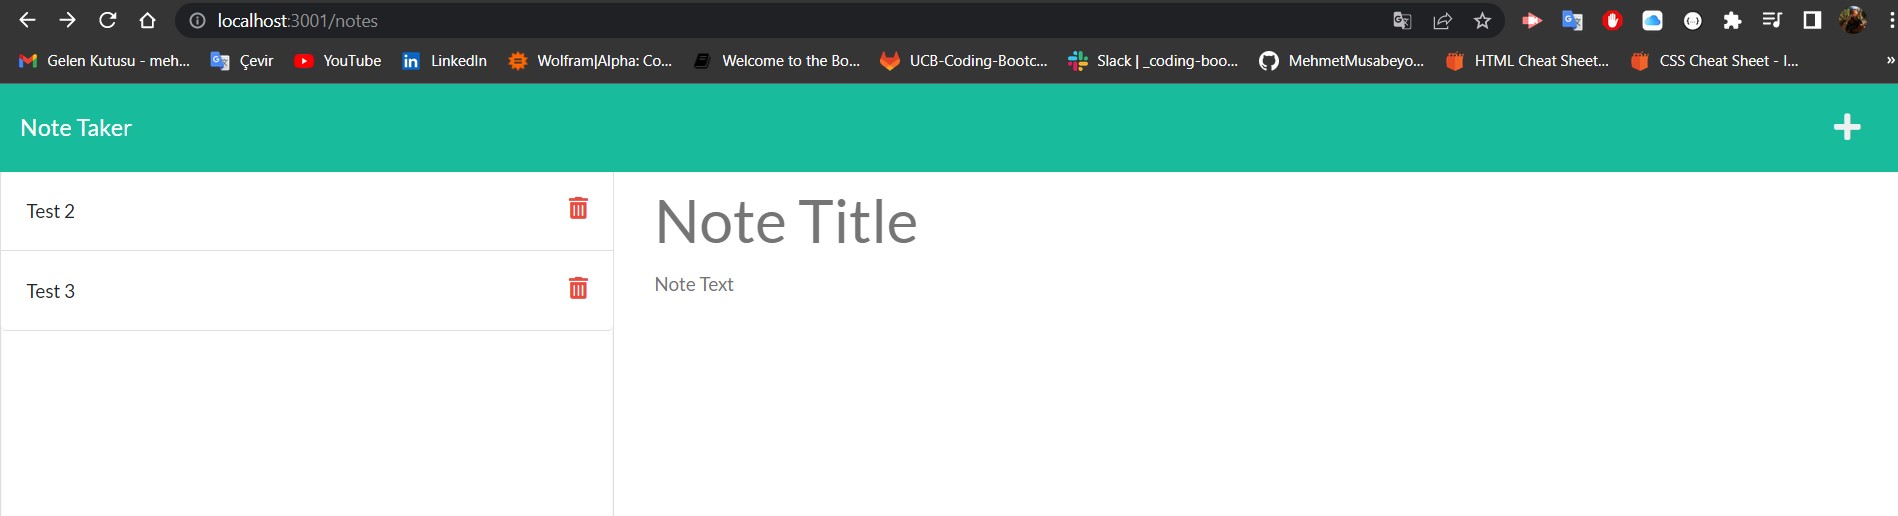 localhost:3001/notes
Gelen Kutusu - meh... Çevir YouTube LinkedIn Wolfram|Alpha: Co... Welcome to the Bo... UCB-Coding-Bootc... Slack | _coding-boo... MehmetMusabeyo... HTML Cheat Sheet... CSS Cheat Sheet - I... »
Note Taker
Test 2
Test 3
Note Title
Note Text